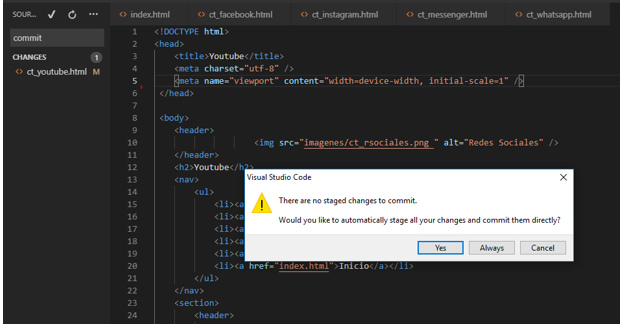 SOUR...
index.html
ct_facebook.html
ct_instagram.html
ct_messenger.html
ct_whatsapp.html
commit
CHANGES 1
ct_youtube.html M
1 <!DOCTYPE html>
2 <head>
3 <title>Youtube</title>
4 <meta charset="utf-8" />
5 <meta name="viewport" content="width=device-width, initial-scale=1" />
6 </head>
7
8 <body>
9 <header>
10 <img src="imagenes/ct_rsociales.png " alt="Redes Sociales" />
11 </header>
12 <h2>Youtube</h2>
13 <nav>
14 <ul>
15 <li><a
16 <li><a
17 <li><a
18 <li><a
19 <li><a
20 <li><a href="index.html">Inicio</a></li>
21 </ul>
22 </nav>
23 <section>
24 <header>
Visual Studio Code
There are no staged changes to commit.
Would you like to automatically stage all your changes and commit them directly?
Yes
Always
Cancel